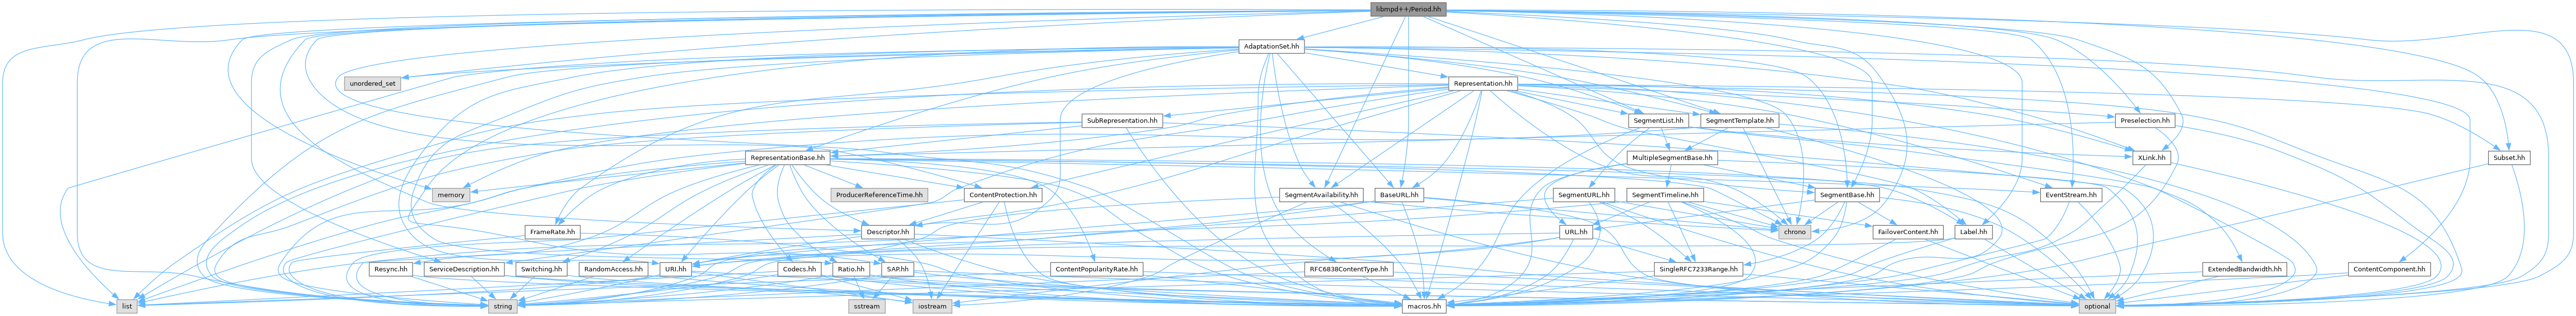 libmpd++/Period.hh
AdaptationSet.hh
unordered_set
Representation.hh
SubRepresentation.hh
SegmentList.hh
SegmentTemplate.hh
Preselection.hh
RepresentationBase.hh
MultipleSegmentBase.hh
XLink.hh
Subset.hh
memory
ProducerReferenceTime.hh
ContentProtection.hh
SegmentAvailability.hh
BaseURL.hh
SegmentURL.hh
SegmentTimeline.hh
SegmentBase.hh
EventStream.hh
FrameRate.hh
Descriptor.hh
URL.hh
chrono
FailoverContent.hh
Label.hh
Resync.hh
ServiceDescription.hh
Switching.hh
RandomAccess.hh
URI.hh
Codecs.hh
Ratio.hh
SAP.hh
ContentPopularityRate.hh
RFC6838ContentType.hh
SingleRFC7233Range.hh
ExtendedBandwidth.hh
ContentComponent.hh
list
string
sstream
iostream
macros.hh
optional